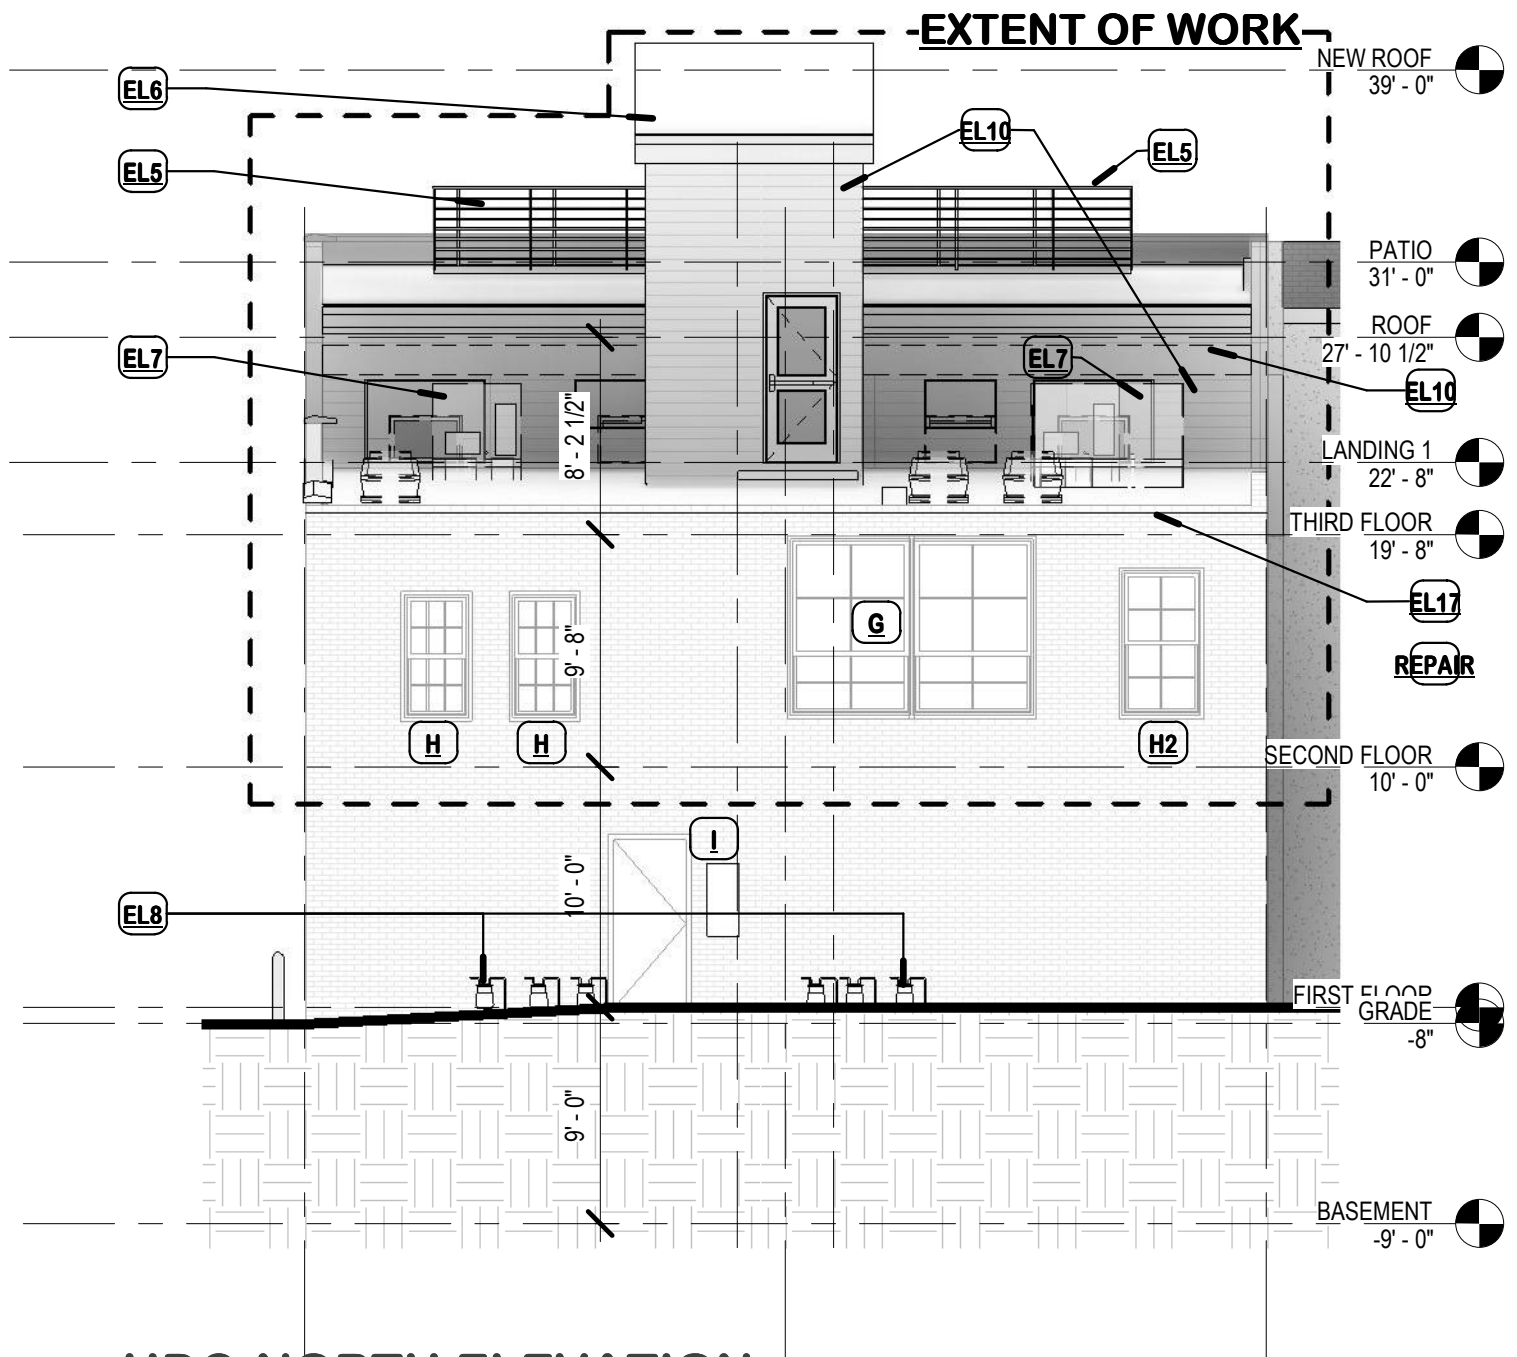 EXTENT OF WORK
NEW ROOF
39' - 0"
EL6
EL10
EL5
EL5
PATIO
31' - 0"
ROOF
27' - 10 1/2"
EL7
EL7
EL10
8' - 2 1/2"
LANDING 1
22' - 8"
THIRD FLOOR
19' - 8"
EL17
G
9' - 8"
REPAIR
H
H
H2
SECOND FLOOR
10' - 0"
I
10' - 0"
EL8
FIRST FLOOR
GRADE
-8"
9' - 0"
BASEMENT
-9' - 0"
NORTH ELEVATION